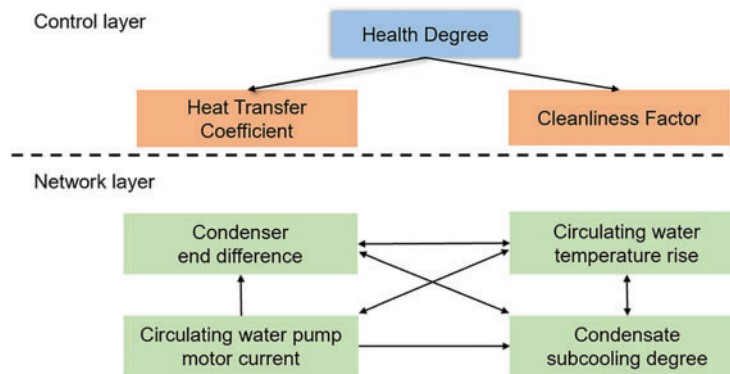 Control layer
Health Degree
Heat Transfer
Coefficient
Cleanliness Factor
Network layer
Condenser
end difference
Circulating water
temperature rise
Circulating water pump
motor current
Condensate
subcooling degree